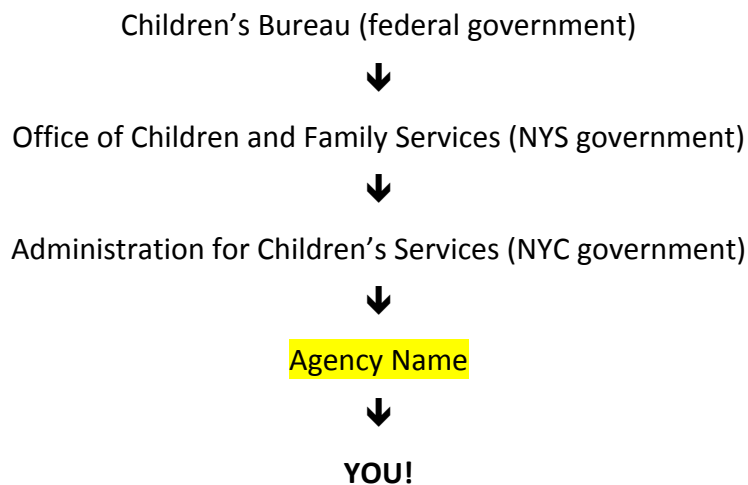 Children’s Bureau (federal government)
🡻
Office of Children and Family Services (NYS government)
🡻
Administration for Children’s Services (NYC government)
🡻
Agency Name
🡻
YOU!